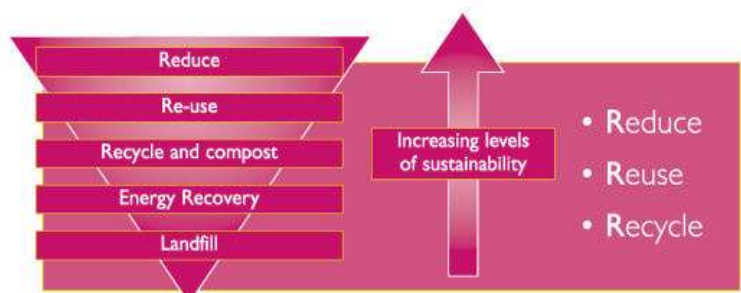 Reduce
Re-use
Recycle and compost
Energy Recovery
Landfill
Increasing levels
of sustainability
• Reduce
• Reuse
• Recycle